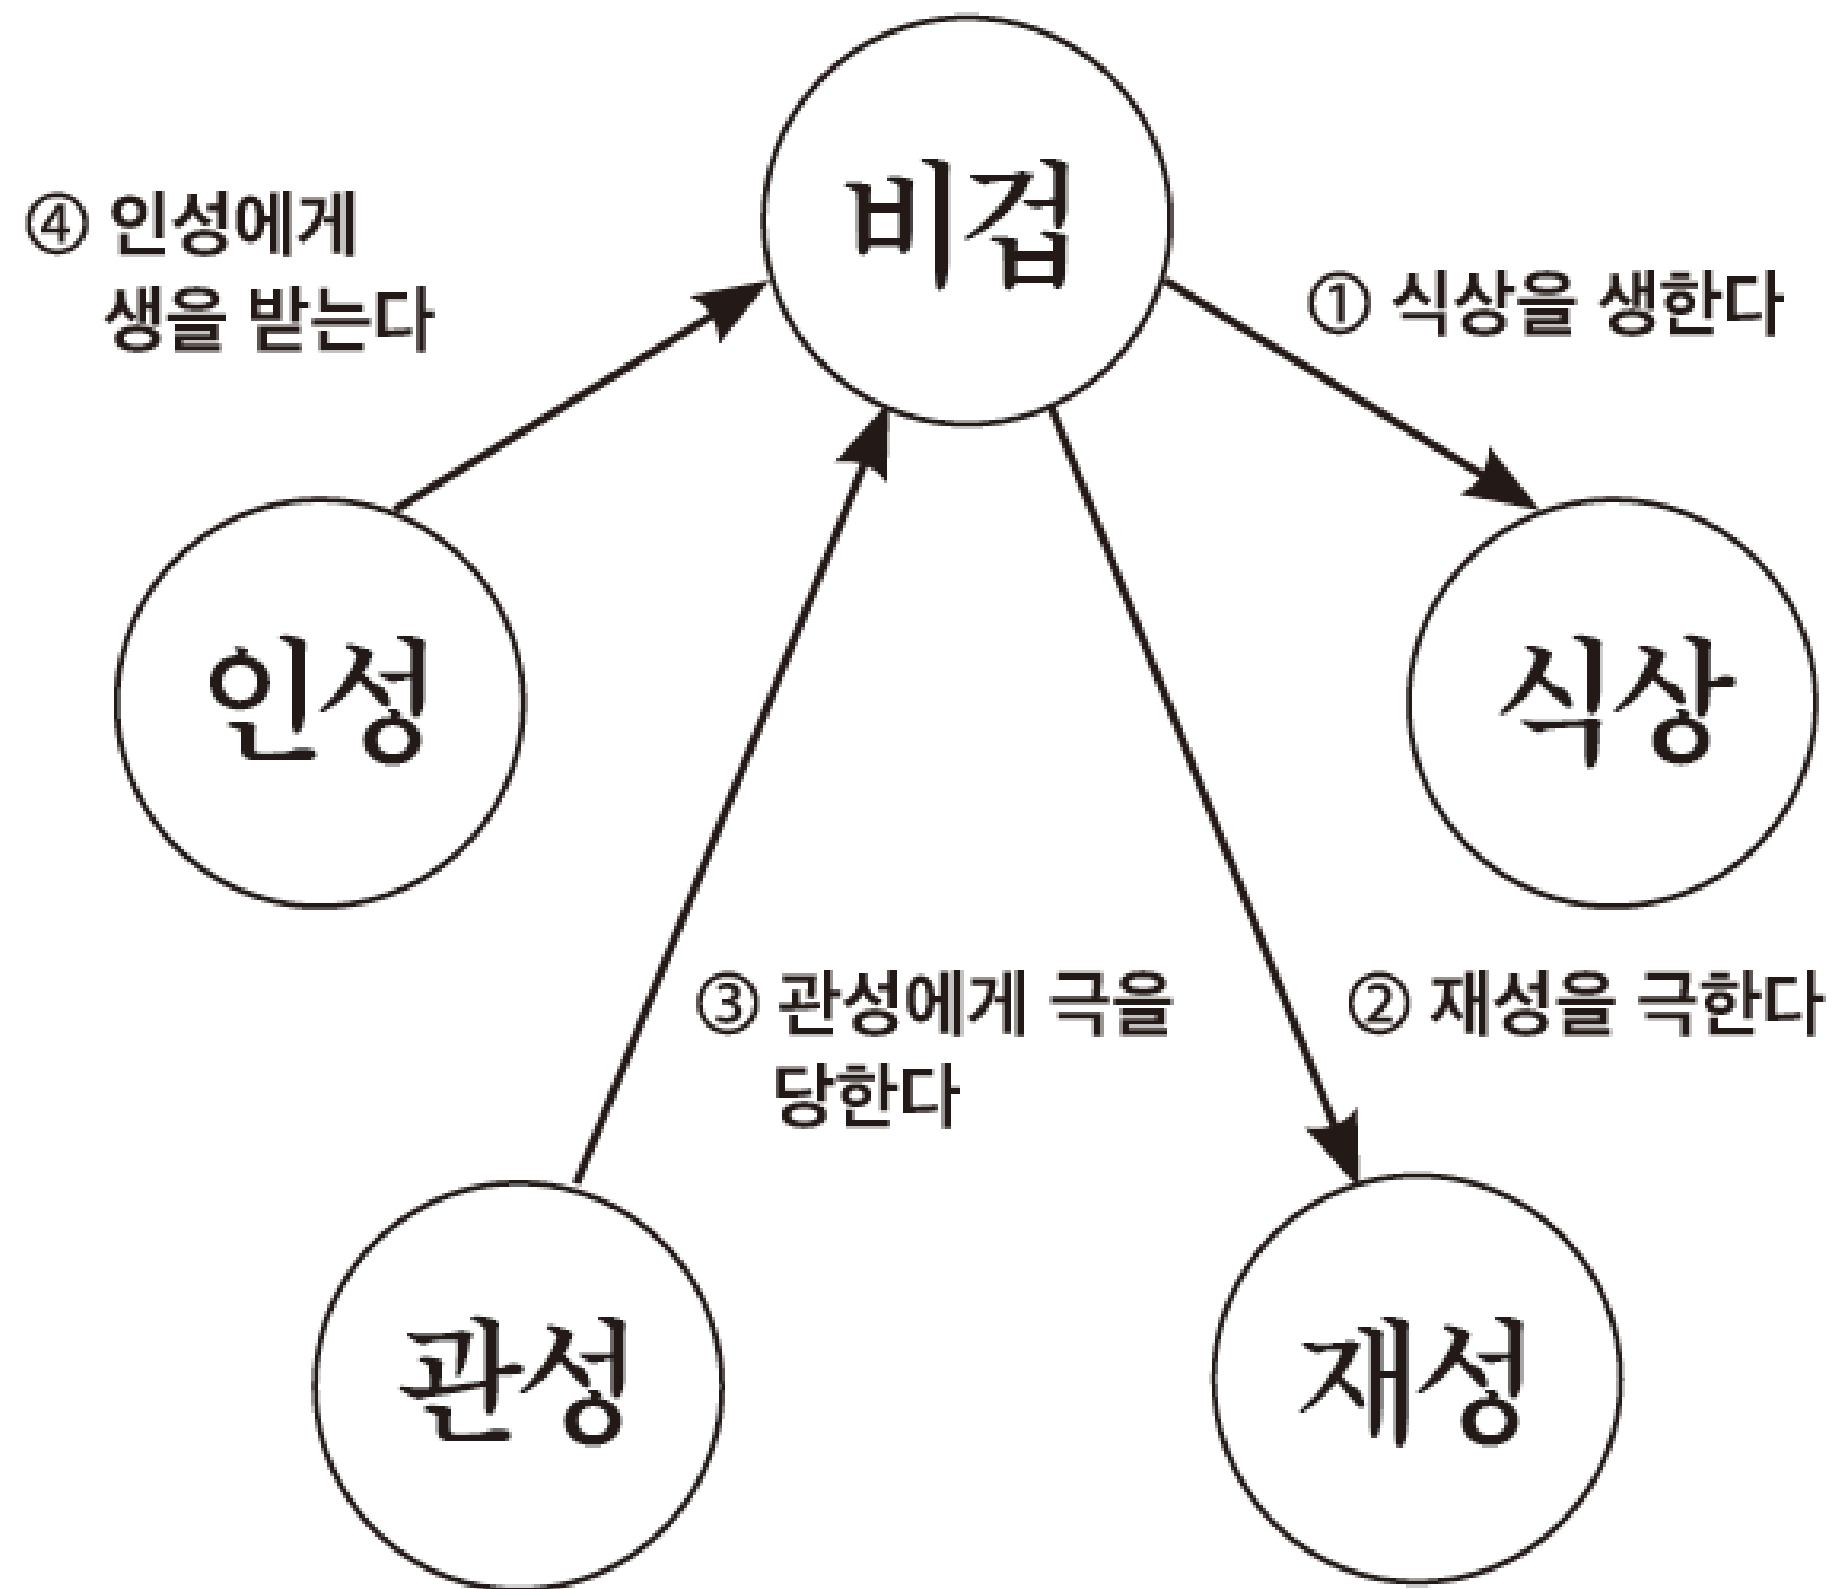 비겁
④ 인성에게
생을 받는다
① 식상을 생한다
인성
식상
③ 관성에게 극을
당한다
② 재성을 극한다
관성
재성